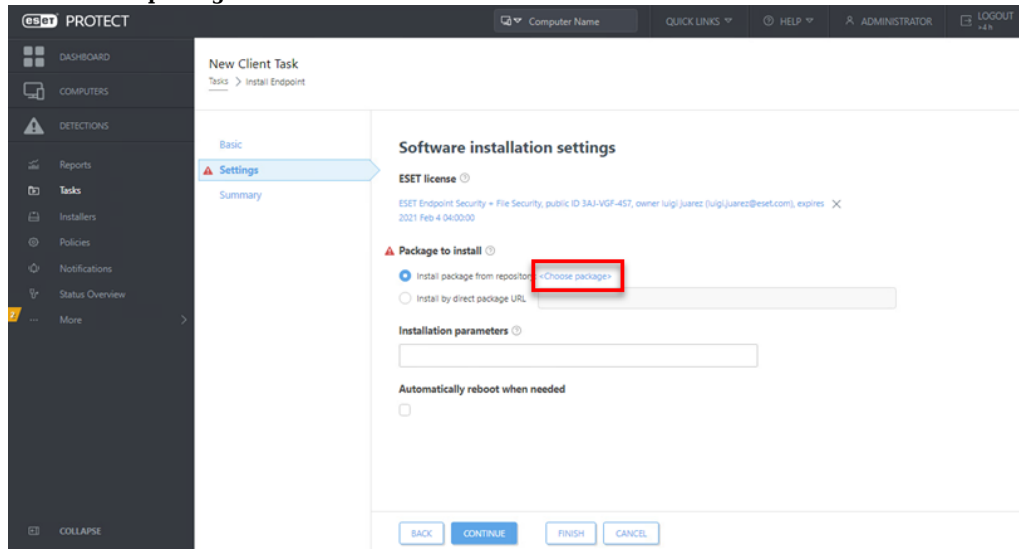 eset PROTECT
Computer Name
QUICK LINKS
HELP
ADMINISTRATOR
LOGOUT
>4 h
DASHBOARD
COMPUTERS
DETECTIONS
Reports
Tasks
Installers
Policies
Notifications
Status Overview
More
COLLAPSE
New Client Task
Tasks > Install Endpoint
Basic
Settings
Summary
Software installation settings
ESET license
ESET Endpoint Security + File Security, public ID 3AJ-VGF-457, owner luigi.juarez (luigi.juarez@eset.com), expires
2021 Feb 4 04:00:00
Package to install
Install package from repository <Choose package>
Install by direct package URL
Installation parameters
Automatically reboot when needed
BACK
CONTINUE
FINISH
CANCEL